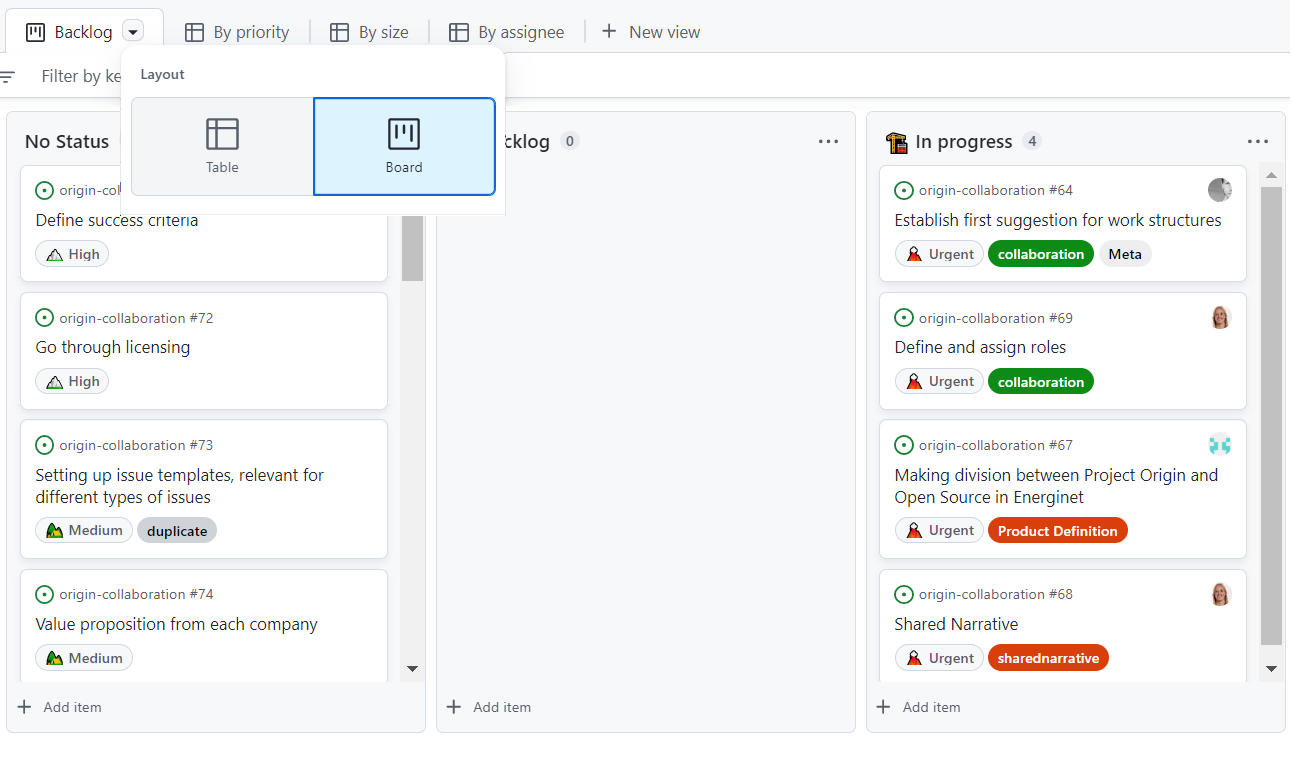 Backlog
By priority
By size
By assignee
New view
Filter by ke
Layout
Table
Board
No Status
origin-col
Define success criteria
High
origin-collaboration #72
Go through licensing
High
origin-collaboration #73
Setting up issue templates, relevant for
different types of issues
Medium duplicate
origin-collaboration #74
Value proposition from each company
Medium
Add item
cklog 0
Add item
In progress 4
origin-collaboration #64
Establish first suggestion for work structures
Urgent collaboration Meta
origin-collaboration #69
Define and assign roles
Urgent collaboration
origin-collaboration #67
Making division between Project Origin and
Open Source in Energinet
Urgent Product Definition
origin-collaboration #68
Shared Narrative
Urgent sharednarrative
Add item